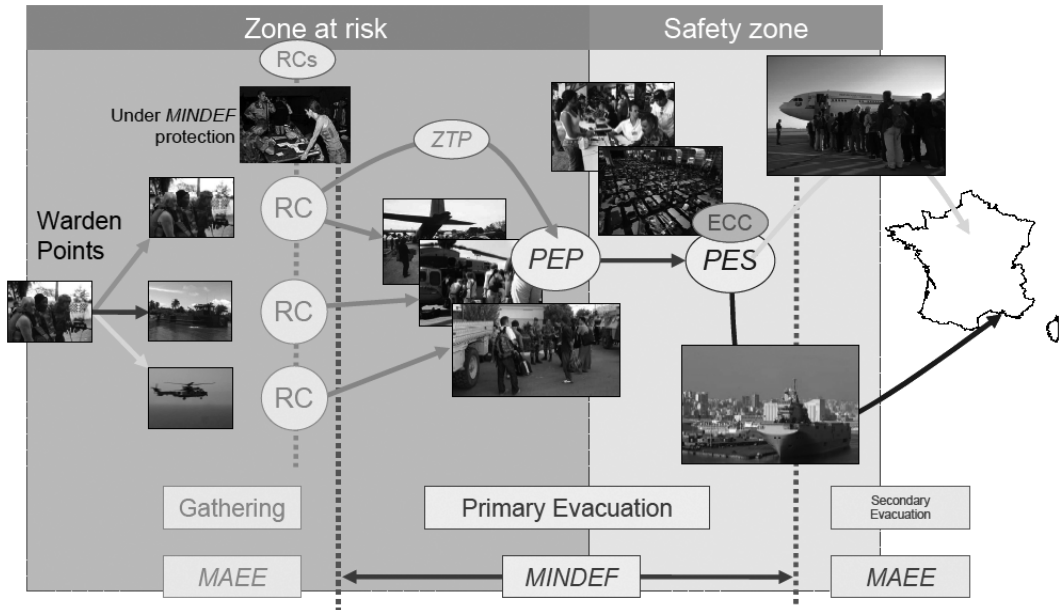 Zone at risk
Safety zone
RCs
Under MINDEF
protection
ZTP
Warden
Points
RC
RC
RC
PEP
ECC
PES
Gathering
Primary Evacuation
Secondary
Evacuation
MAEE
MINDEF
MAEE